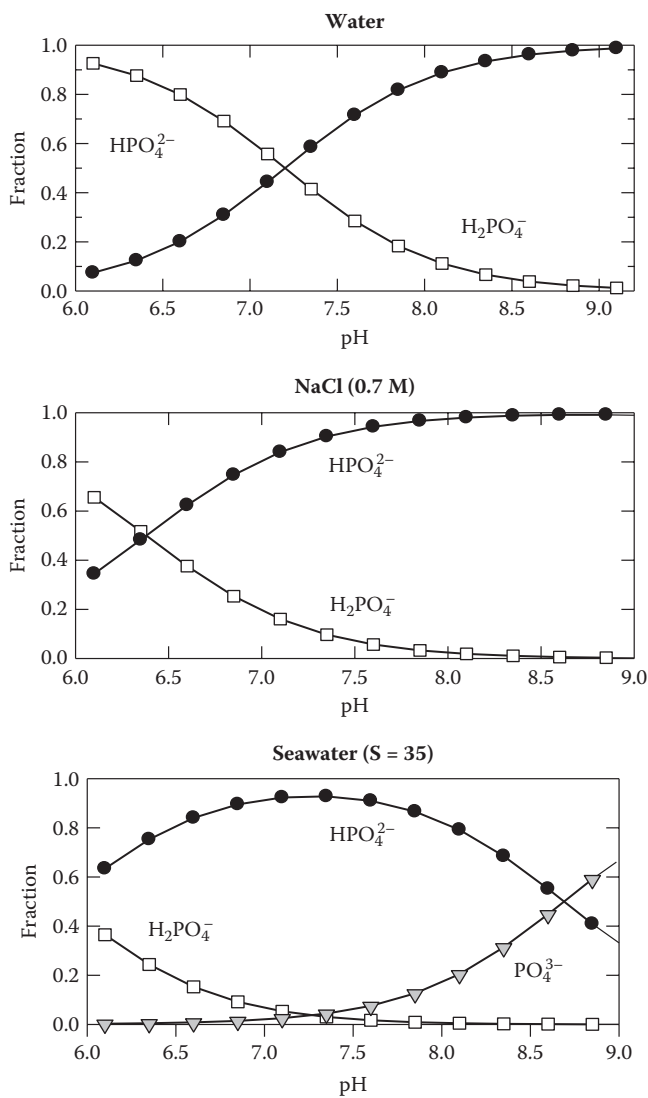 Water
1.0
0.8
0.6
0.4
0.2
0.0
Fraction
HPO₄²⁻
H₂PO₄⁻
6.0 6.5 7.0 7.5 8.0 8.5 9.0
pH
NaCl (0.7 M)
1.0
0.8
0.6
0.4
0.2
0.0
Fraction
HPO₄²⁻
H₂PO₄⁻
6.0 6.5 7.0 7.5 8.0 8.5 9.0
pH
Seawater (S = 35)
1.0
0.8
0.6
0.4
0.2
0.0
Fraction
HPO₄²⁻
H₂PO₄⁻
PO₄³⁻
6.0 6.5 7.0 7.5 8.0 8.5 9.0
pH